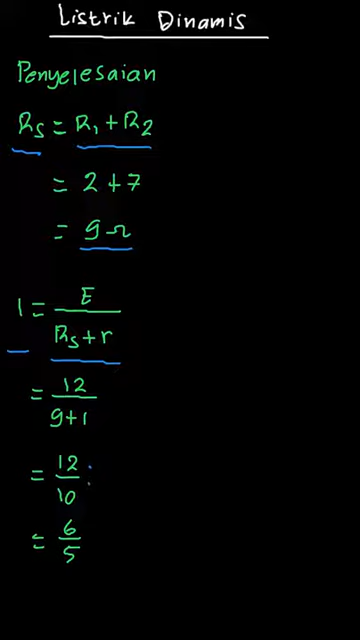 Listrik Dinamis
Penyelesaian
Rs = R1 + R2
= 2 + 7
= 9 Ω
I = E / (Rs + r)
= 12 / (9 + 1)
= 12 / 10 :
= 6 / 5